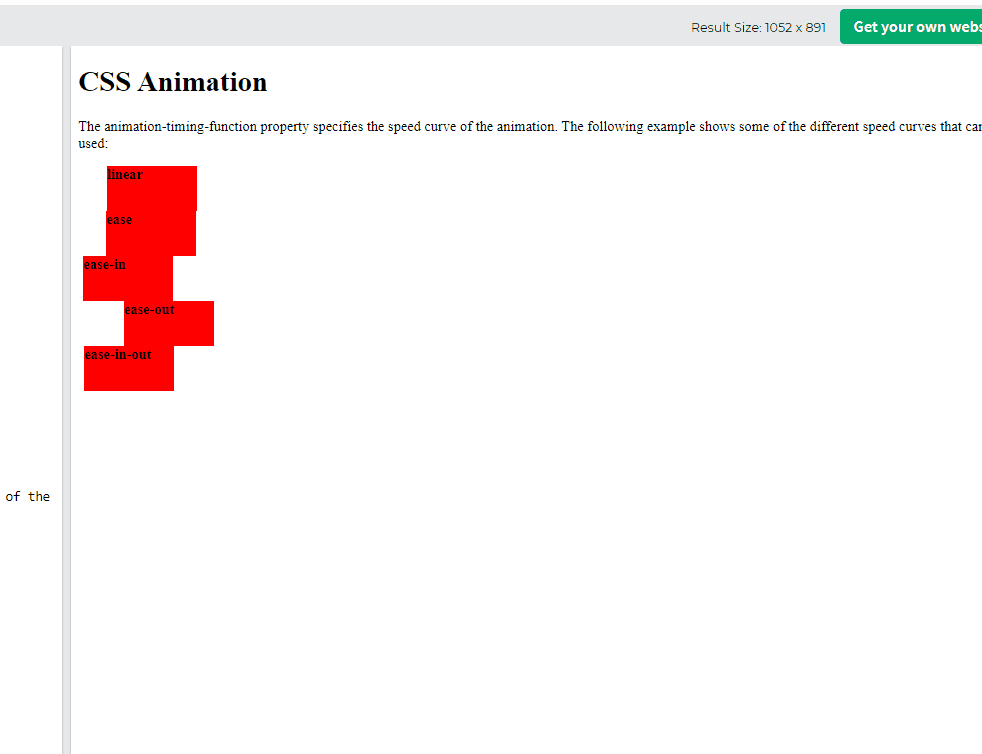 Result Size: 1052 x 891
Get your own webs
CSS Animation
The animation-timing-function property specifies the speed curve of the animation. The following example shows some of the different speed curves that can
used:
linear
ease
ease-in
ease-out
ease-in-out
of the